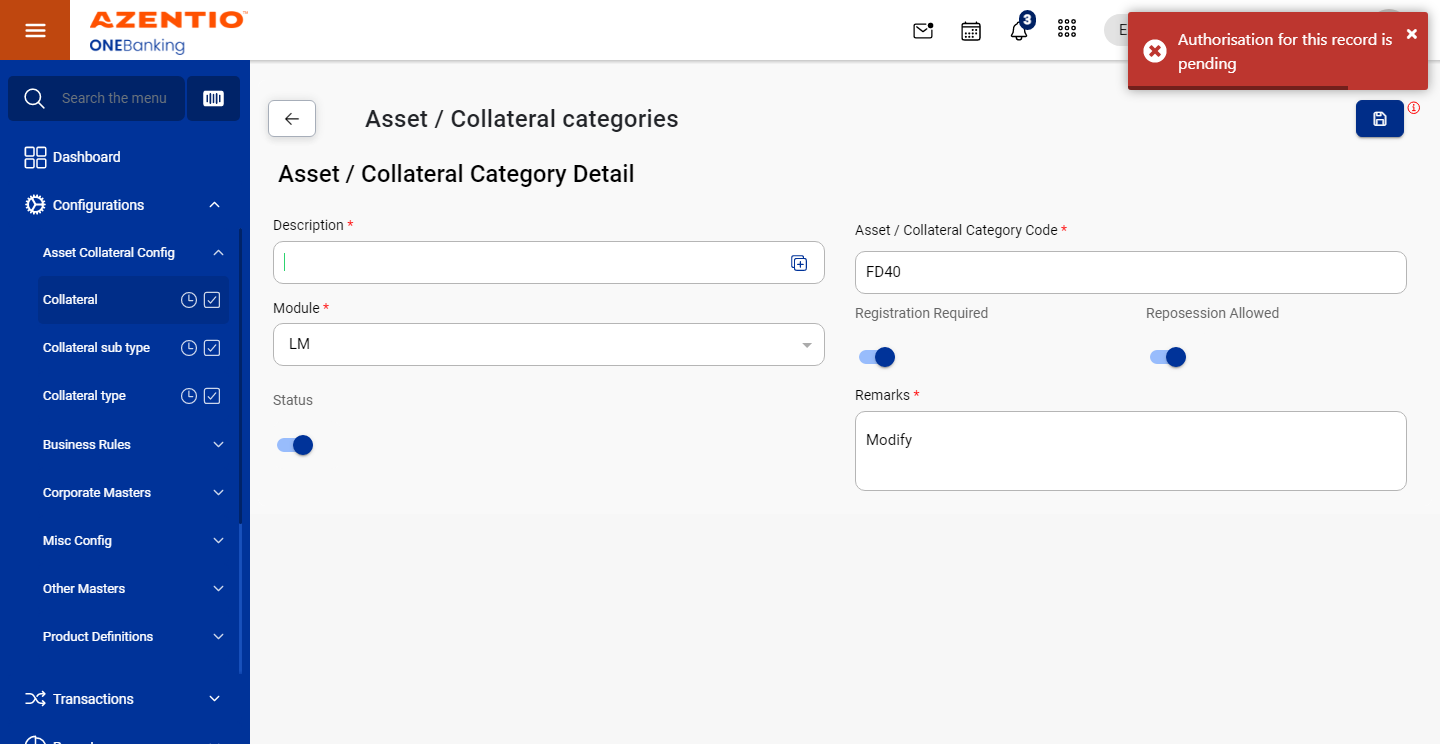 AZENTIO™
ONEBanking
3
E
Authorisation for this record is
pending
Search the menu
Dashboard
Configurations
Asset Collateral Config
Collateral
Collateral sub type
Collateral type
Business Rules
Corporate Masters
Misc Config
Other Masters
Product Definitions
Transactions
Asset / Collateral categories
Asset / Collateral Category Detail
Description *
Asset / Collateral Category Code *
FD40
Module *
LM
Registration Required
Reposession Allowed
Status
Remarks *
Modify